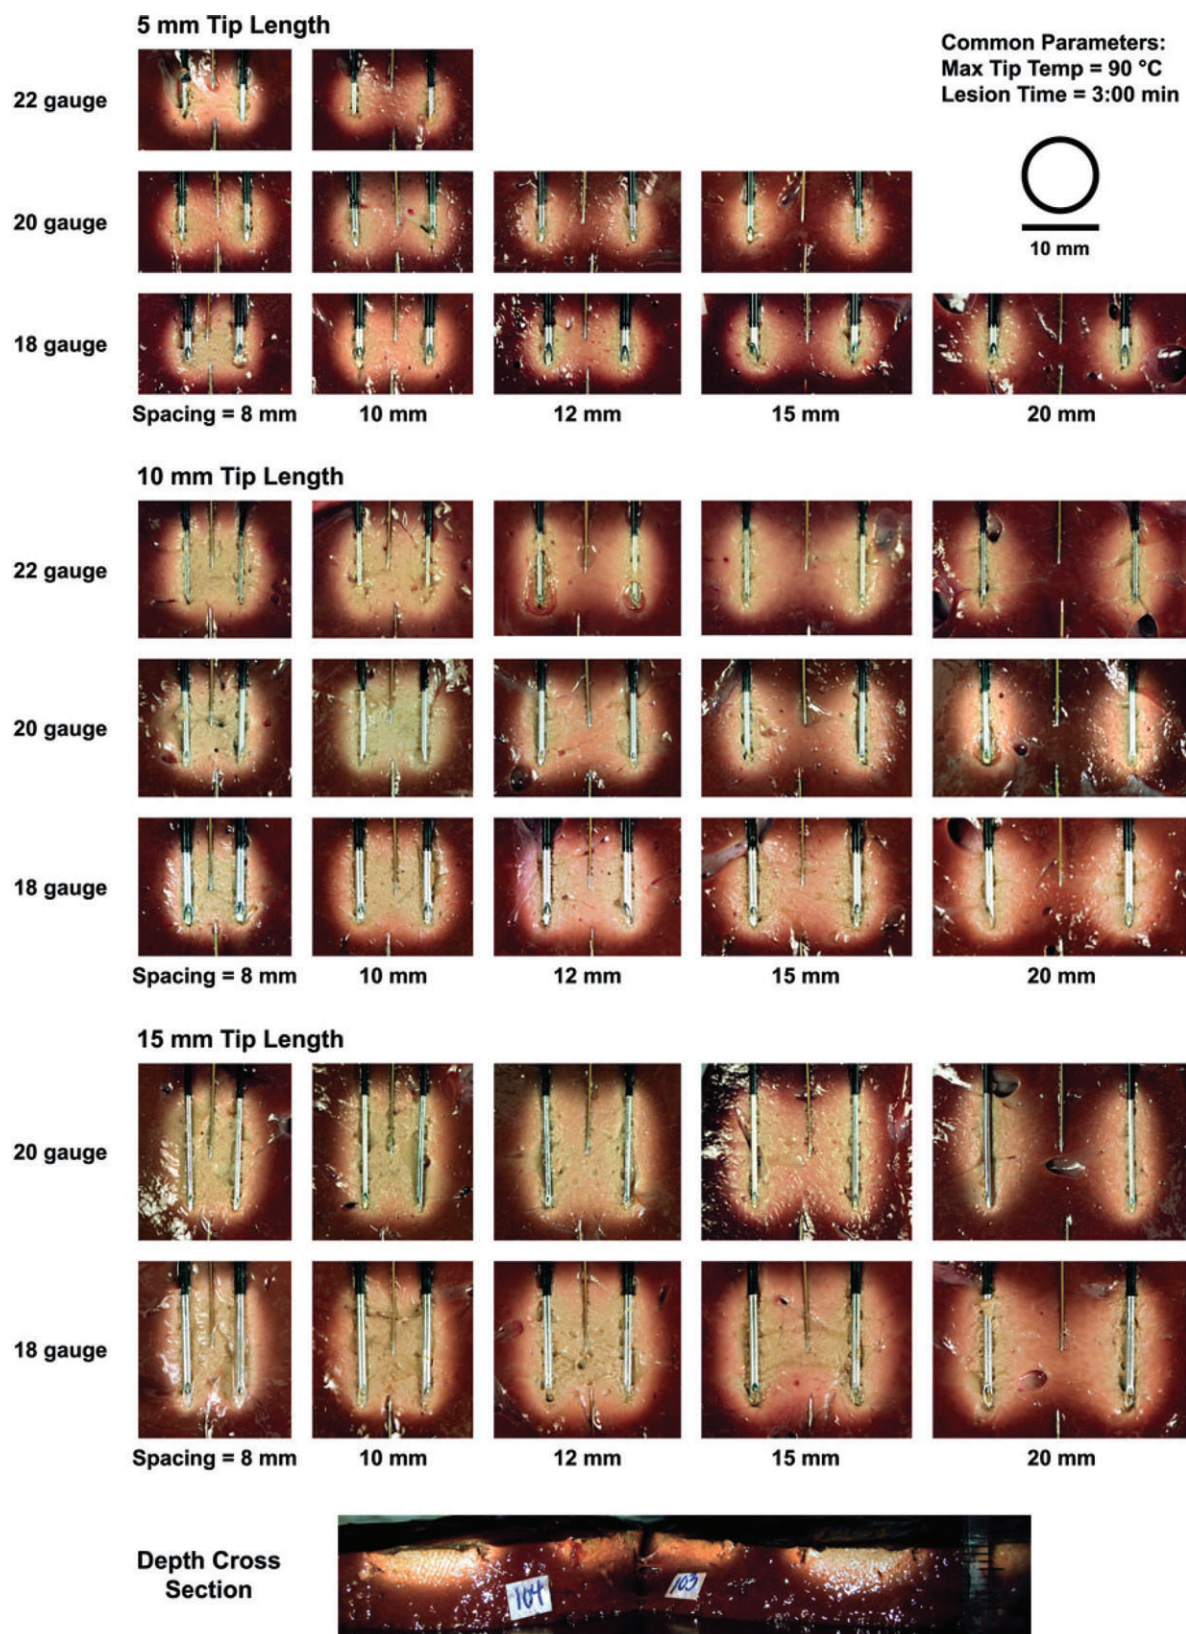 5 mm Tip Length
Common Parameters:
Max Tip Temp = 90 °C
Lesion Time = 3:00 min
22 gauge
20 gauge
10 mm
18 gauge
Spacing = 8 mm 10 mm 12 mm 15 mm 20 mm
10 mm Tip Length
22 gauge
20 gauge
18 gauge
Spacing = 8 mm 10 mm 12 mm 15 mm 20 mm
15 mm Tip Length
20 gauge
18 gauge
Spacing = 8 mm 10 mm 12 mm 15 mm 20 mm
Depth Cross
Section
104 103